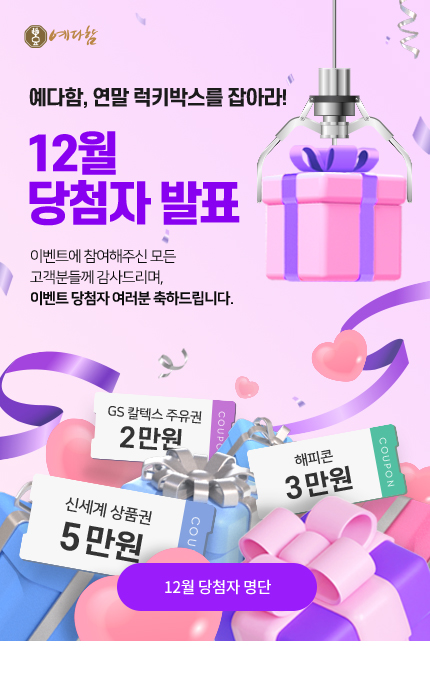 예다함
예다함, 연말 럭키박스를 잡아라!
12월
당첨자 발표
이벤트에 참여해주신 모든
고객분들께 감사드리며,
이벤트 당첨자 여러분 축하드립니다.
GS 칼텍스 주유권
2만원
COUPON
해피콘
3만원
COUPON
신세계 상품권
5만원
COU
12월 당첨자 명단